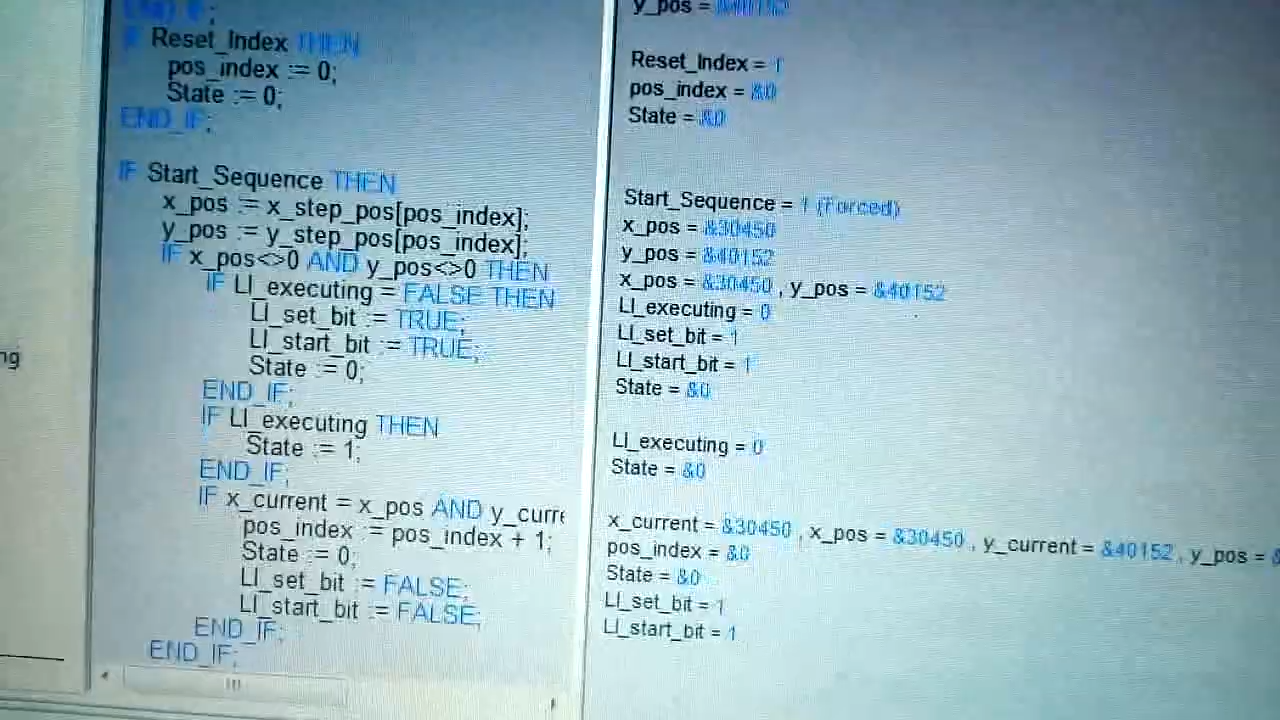 y_pos = &40152
IF Reset_Index THEN
pos_index := 0;
State := 0;
END_IF;
Reset_Index = 1
pos_index = &0
State = &0
IF Start_Sequence THEN
x_pos := x_step_pos[pos_index];
y_pos := y_step_pos[pos_index];
IF x_pos<>0 AND y_pos<>0 THEN
IF LI_executing = FALSE THEN
LI_set_bit := TRUE;
LI_start_bit := TRUE;
State := 0;
END_IF;
IF LI_executing THEN
State := 1;
END_IF;
IF x_current = x_pos AND y_curre
pos_index := pos_index + 1;
State := 0;
LI_set_bit := FALSE;
LI_start_bit := FALSE;
END_IF;
END_IF;
Start_Sequence = 1 (Forced)
x_pos = &30450
y_pos = &40152
x_pos = &30450 , y_pos = &40152
LI_executing = 0
LI_set_bit = 1
LI_start_bit = 1
State = &0
LI_executing = 0
State = &0
x_current = &30450 , x_pos = &30450 , y_current = &40152 , y_pos = &
pos_index = &0
State = &0
LI_set_bit = 1
LI_start_bit = 1
ng